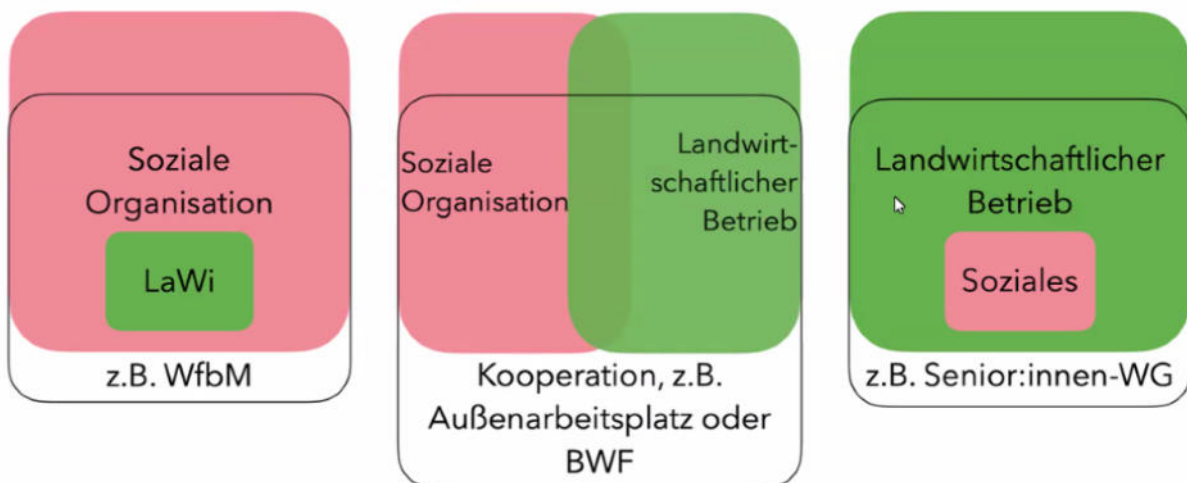 Soziale
Organisation
LaWi
z.B. WfbM
Soziale
Organisation
Landwirt-
schaftlicher
Betrieb
Kooperation, z.B.
Außenarbeitsplatz oder
BWF
Landwirtschaftlicher
Betrieb
Soziales
z.B. Senior:innen-WG